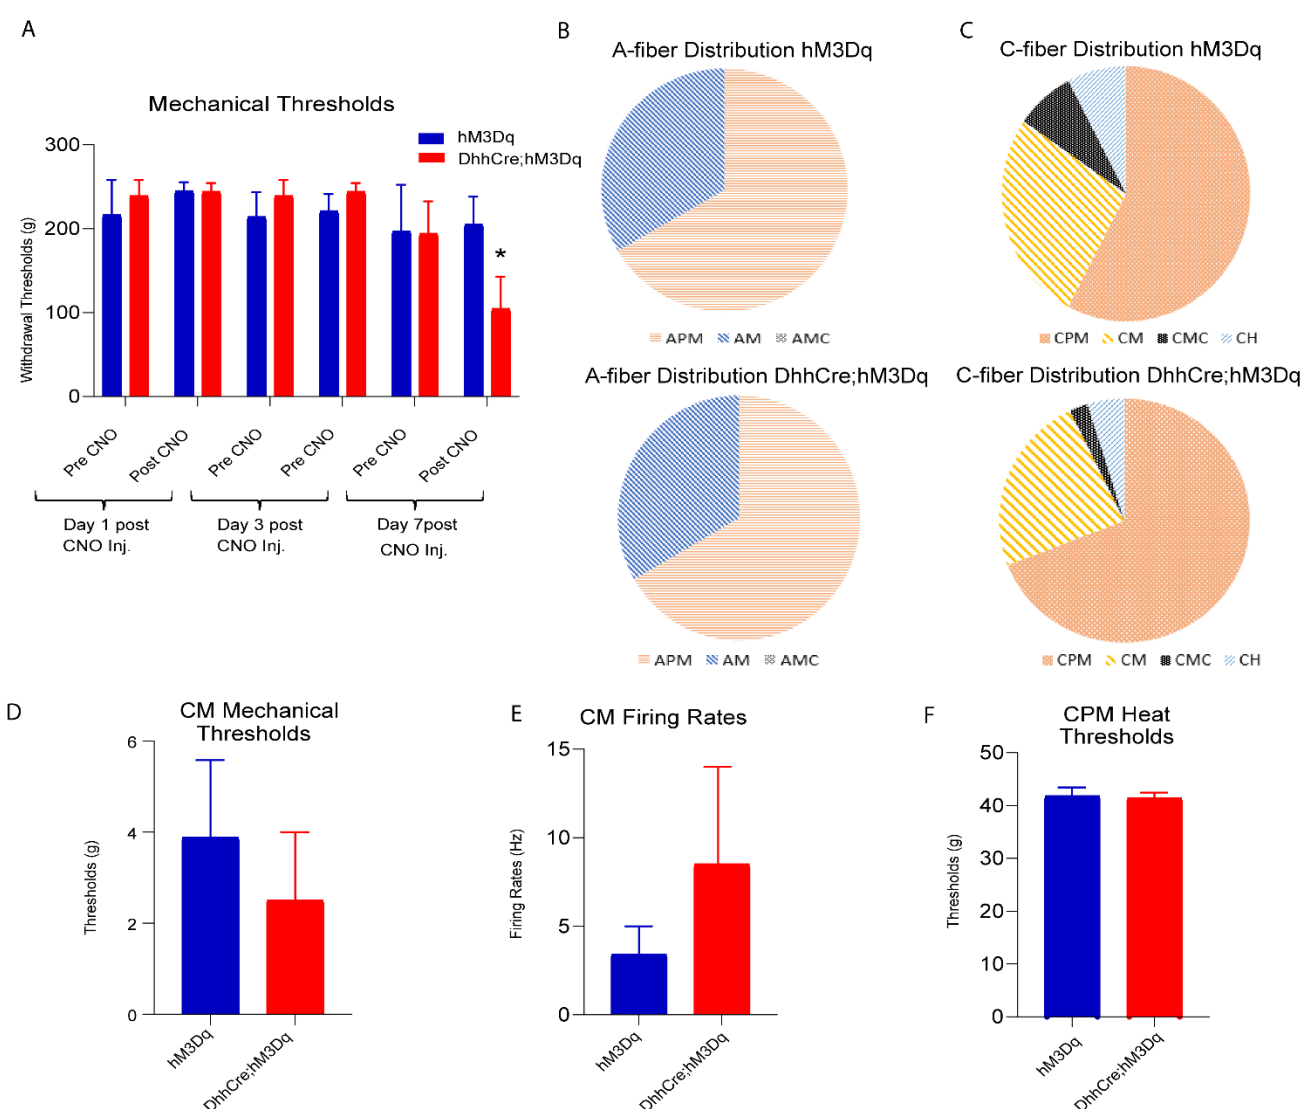 A
Mechanical Thresholds
hM3Dq
DhhCre;hM3Dq
Withdrawal Thresholds (g)
300
200
100
0
*
Pre CNO
Post CNO
Pre CNO
Pre CNO
Pre CNO
Post CNO
Day 1 post
CNO Inj.
Day 3 post
CNO Inj.
Day 7post
CNO Inj.
B
A-fiber Distribution hM3Dq
APM AM AMC
A-fiber Distribution DhhCre;hM3Dq
APM AM AMC
C
C-fiber Distribution hM3Dq
CPM CM CMC CH
C-fiber Distribution DhhCre;hM3Dq
CPM CM CMC CH
D
CM Mechanical
Thresholds
Thresholds (g)
6
4
2
0
hM3Dq
DhhCre;hM3Dq
E
CM Firing Rates
Firing Rates (Hz)
15
10
5
0
hM3Dq
DhhCre;hM3Dq
F
CPM Heat
Thresholds
Thresholds (g)
50
40
30
20
10
0
hM3Dq
DhhCre;hM3Dq